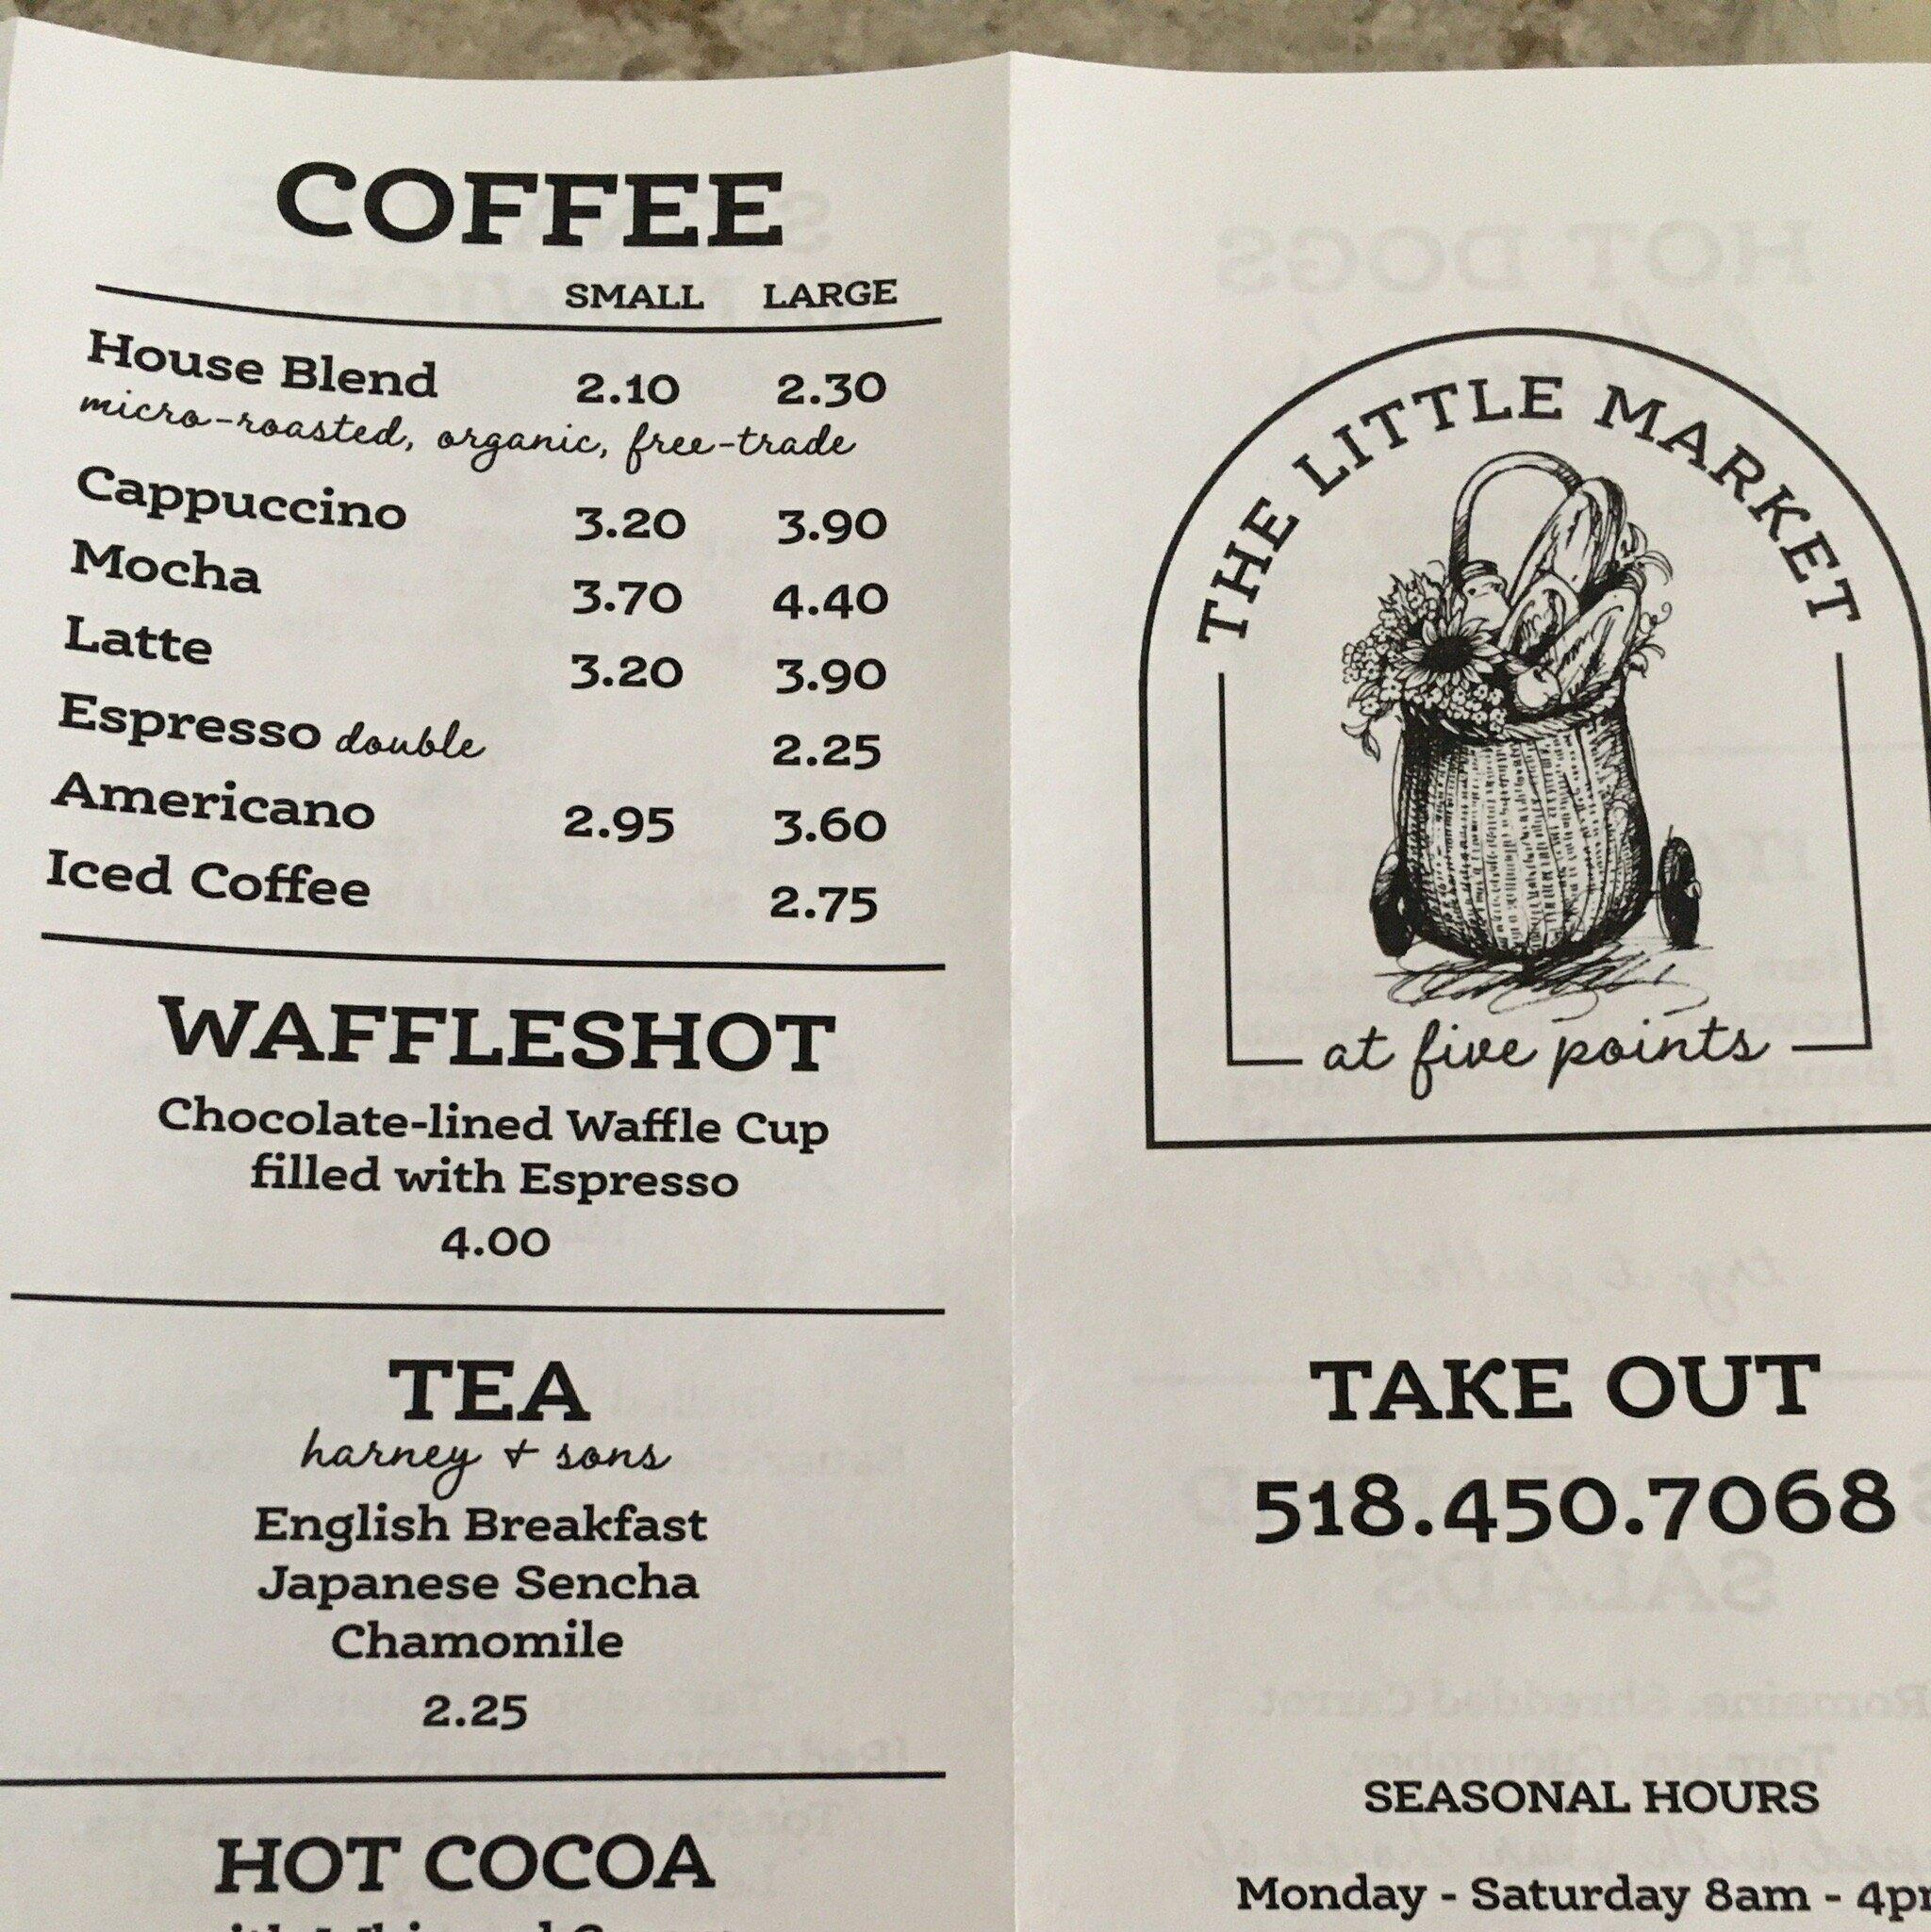 COFFEE
SMALL LARGE
House Blend 2.10 2.30
micro-roasted, organic, free-trade
Cappuccino 3.20 3.90
Mocha 3.70 4.40
Latte 3.20 3.90
Espresso double 2.25
Americano 2.95 3.60
Iced Coffee 2.75
WAFFLESHOT
Chocolate-lined Waffle Cup
filled with Espresso
4.00
TEA
harney + sons
English Breakfast
Japanese Sencha
Chamomile
2.25
HOT COCOA
THE LITTLE MARKET
at five points
TAKE OUT
518.450.7068
SEASONAL HOURS
Monday - Saturday 8am - 4p